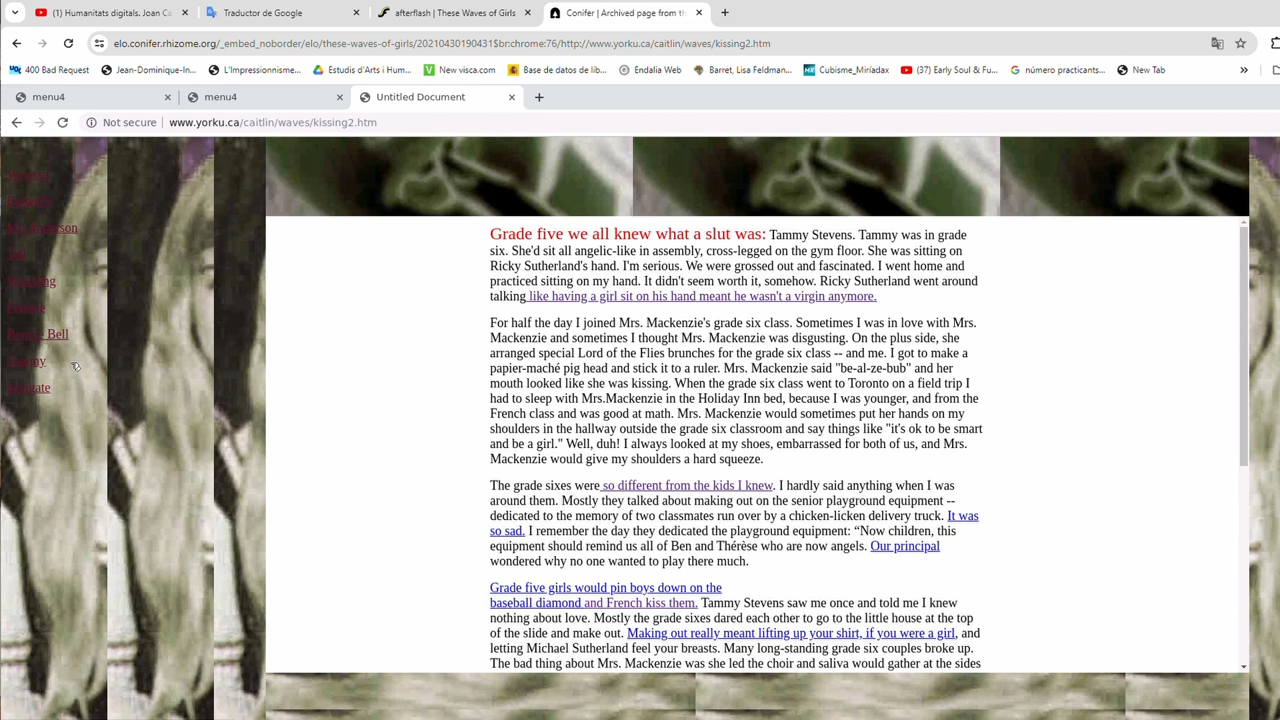 (1) Humanitats digitals. Joan Ca
Traductor de Google
afterflash | These Waves of Girls
Conifer | Archived page from th
elo.conifer.rhizome.org/_embed_noborder/elo/these-waves-of-girls/20210430190431$br:chrome:76/http://www.yorku.ca/caitlin/waves/kissing2.htm
400 Bad Request
Jean-Dominique-In...
L'Impressionnisme...
Estudis d'Arts i Hum...
New visca.com
Base de datos de lib...
Endalia Web
Barret, Lisa Feldman...
Cubisme_Miríadax
(37) Early Soul & Fu...
número practicants...
New Tab
menu4
menu4
Untitled Document
Not secure | www.yorku.ca/caitlin/waves/kissing2.htm
Bell
Tammy
Grade five we all knew what a slut was: Tammy Stevens. Tammy was in grade
six. She'd sit all angelic-like in assembly, cross-legged on the gym floor. She was sitting on
Ricky Sutherland's hand. I'm serious. We were grossed out and fascinated. I went home and
practiced sitting on my hand. It didn't seem worth it, somehow. Ricky Sutherland went around
talking like having a girl sit on his hand meant he wasn't a virgin anymore.
For half the day I joined Mrs. Mackenzie's grade six class. Sometimes I was in love with Mrs.
Mackenzie and sometimes I thought Mrs. Mackenzie was disgusting. On the plus side, she
arranged special Lord of the Flies brunches for the grade six class -- and me. I got to make a
papier-maché pig head and stick it to a ruler. Mrs. Mackenzie said "be-al-ze-bub" and her
mouth looked like she was kissing. When the grade six class went to Toronto on a field trip I
had to sleep with Mrs.Mackenzie in the Holiday Inn bed, because I was younger, and from the
French class and was good at math. Mrs. Mackenzie would sometimes put her hands on my
shoulders in the hallway outside the grade six classroom and say things like "it's ok to be smart
and be a girl." Well, duh! I always looked at my shoes, embarrassed for both of us, and Mrs.
Mackenzie would give my shoulders a hard squeeze.
The grade sixes were so different from the kids I knew. I hardly said anything when I was
around them. Mostly they talked about making out on the senior playground equipment --
dedicated to the memory of two classmates run over by a chicken-licken delivery truck. It was
so sad. I remember the day they dedicated the playground equipment: “Now children, this
equipment should remind us all of Ben and Thérèse who are now angels. Our principal
wondered why no one wanted to play there much.
Grade five girls would pin boys down on the
baseball diamond and French kiss them. Tammy Stevens saw me once and told me I knew
nothing about love. Mostly the grade sixes dared each other to go to the little house at the top
of the slide and make out. Making out really meant lifting up your shirt, if you were a girl, and
letting Michael Sutherland feel your breasts. Many long-standing grade six couples broke up.
The bad thing about Mrs. Mackenzie was she led the choir and saliva would gather at the sides